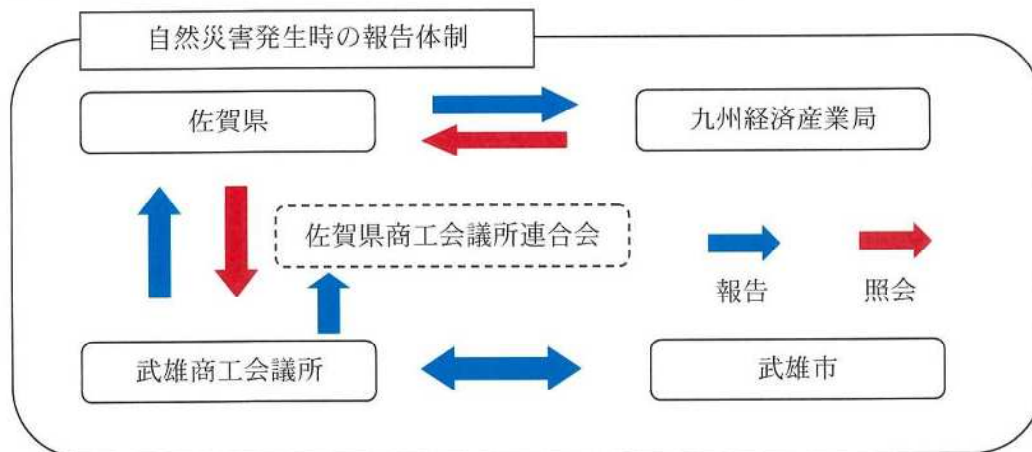 自然災害発生時の報告体制
佐賀県
九州経済産業局
佐賀県商工会議所連合会
報告
照会
武雄商工会議所
武雄市